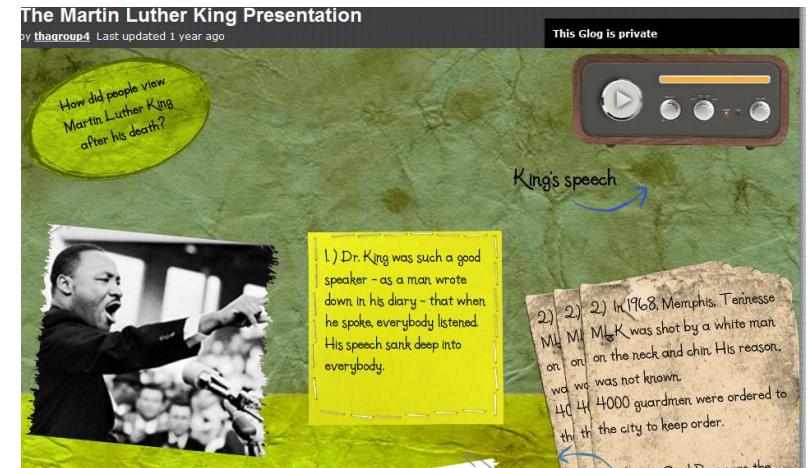 The Martin Luther King Presentation
by thagroup4 Last updated 1 year ago
This Glog is private
How did people view
Martin Luther King
after his death?
King's speech
1.) Dr. King was such a good
speaker - as a man wrote
down in his diary - that when
he spoke, everybody listened.
His speech sank deep into
everybody.
2.) In 1968, Memphis, Tennesse
MLK was shot by a white man
on the neck and chin. His reason,
was not known.
4000 guardmen were ordered to
the city to keep order.